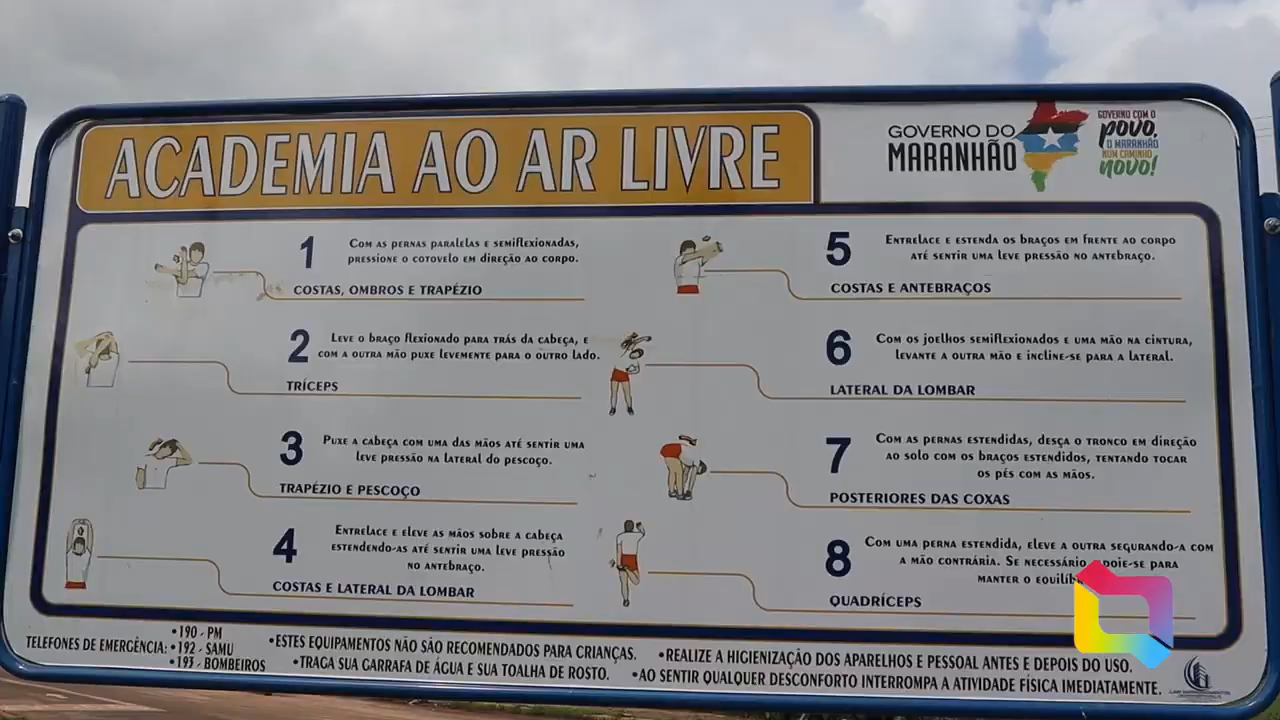 ACADEMIA AO AR LIVRE
GOVERNO DO
MARANHÃO
GOVERNO COM O
POVO,
O MARANHÃO
NUM CAMINHO
NOVO!
1
COM AS PERNAS PARALELAS E SEMIFLEXIONADAS,
PRESSIONE O COTOVELO EM DIREÇÃO AO CORPO.
COSTAS, OMBROS E TRAPÉZIO
2
LEVE O BRAÇO FLEXIONADO PARA TRÁS DA CABEÇA, E
COM A OUTRA MÃO PUXE LEVEMENTE PARA O OUTRO LADO.
TRÍCEPS
3
PUXE A CABEÇA COM UMA DAS MÃOS ATÉ SENTIR UMA
LEVE PRESSÃO NA LATERAL DO PESCOÇO.
TRAPÉZIO E PESCOÇO
4
ENTRELACE E ELEVE AS MÃOS SOBRE A CABEÇA
ESTENDENDO-AS ATÉ SENTIR UMA LEVE PRESSÃO
NO ANTEBRAÇO.
COSTAS E LATERAL DA LOMBAR
5
ENTRELACE E ESTENDA OS BRAÇOS EM FRENTE AO CORPO
ATÉ SENTIR UMA LEVE PRESSÃO NO ANTEBRAÇO.
COSTAS E ANTEBRAÇOS
6
COM OS JOELHOS SEMIFLEXIONADOS E UMA MÃO NA CINTURA,
LEVANTE A OUTRA MÃO E INCLINE-SE PARA A LATERAL.
LATERAL DA LOMBAR
7
COM AS PERNAS ESTENDIDAS, DESÇA O TRONCO EM DIREÇÃO
AO SOLO COM OS BRAÇOS ESTENDIDOS, TENTANDO TOCAR
OS PÉS COM AS MÃOS.
POSTERIORES DAS COXAS
8
COM UMA PERNA ESTENDIDA, ELEVE A OUTRA SEGURANDO-A COM
A MÃO CONTRÁRIA. SE NECESSÁRIO POIE-SE PARA
MANTER O EQUILÍB
QUADRÍCEPS
TELEFONES DE EMERGÊNCIA:
•190 - PM
•192 - SAMU
•193 - BOMBEIROS
•ESTES EQUIPAMENTOS NÃO SÃO RECOMENDADOS PARA CRIANÇAS.
•TRAGA SUA GARRAFA DE ÁGUA E SUA TOALHA DE ROSTO.
•REALIZE A HIGIENIZAÇÃO DOS APARELHOS E PESSOAL ANTES E DEPOIS DO USO.
•AO SENTIR QUALQUER DESCONFORTO INTERROMPA A ATIVIDADE FÍSICA IMEDIATAMENTE.